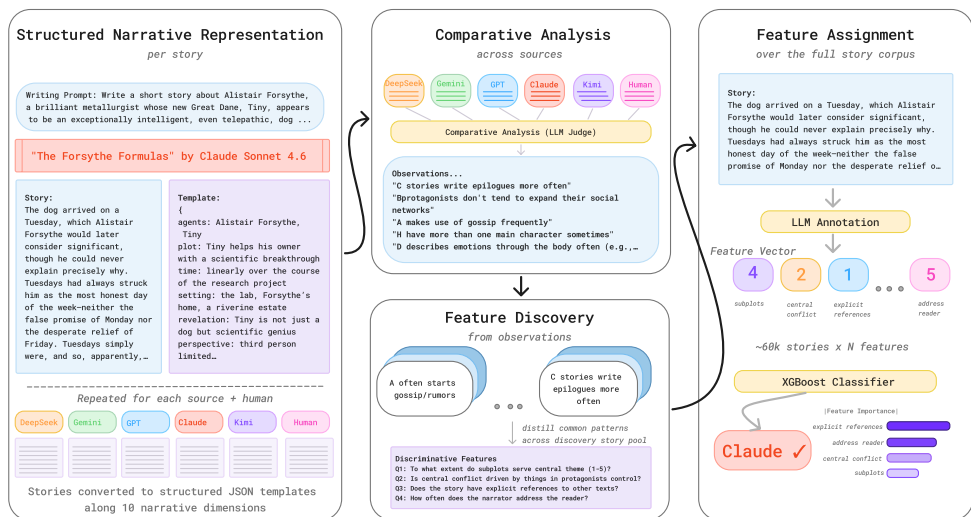 Structured Narrative Representation
per story
Writing Prompt: Write a short story about Alistair Forsythe,
a brilliant metallurgist whose new Great Dane, Tiny, appears
to be an exceptionally intelligent, even telepathic, dog ...
"The Forsythe Formulas" by Claude Sonnet 4.6
Story:
The dog arrived on a
Tuesday, which Alistair
Forsythe would later
consider significant,
though he could never
explain precisely why.
Tuesdays had always struck
him as the most honest day
of the week—neither the
false promise of Monday nor
the desperate relief of
Friday. Tuesdays simply
were, and so, apparently,…
Template:
{
agents: Alistair Forsythe,
Tiny
plot: Tiny helps his owner
with a scientific breakthrough
time: linearly over the course
of the research project
setting: the lab, Forsythe's
home, a riverine estate
revelation: Tiny is not just a
dog but scientific genius
perspective: third person
limited…
Repeated for each source + human
DeepSeek
Gemini
GPT
Claude
Kimi
Human
Stories converted to structured JSON templates
along 10 narrative dimensions
Comparative Analysis
across sources
DeepSeek
Gemini
GPT
Claude
Kimi
Human
Comparative Analysis (LLM Judge)
Observations...
"C stories write epilogues more often"
"Bprotagonists don't tend to expand their social
networks"
"A makes use of gossip frequently"
"H have more than one main character sometimes"
"D describes emotions through the body often (e.g.,…
Feature Discovery
from observations
A often starts
gossip/rumors
C stories write
epilogues more
often
distill common patterns
across discovery story pool
Discriminative Features
Q1: To what extent do subplots serve central theme (1-5)?
Q2: Is central conflict driven by things in protagonists control?
Q3: Does the story have explicit references to other texts?
Q4: How often does the narrator address the reader?
Feature Assignment
over the full story corpus
Story:
The dog arrived on a Tuesday, which Alistair
Forsythe would later consider significant,
though he could never explain precisely why.
Tuesdays had always struck him as the most
honest day of the week—neither the false
promise of Monday nor the desperate relief o…
LLM Annotation
Feature Vector
4
2
1
5
subplots
central
conflict
explicit
references
address
reader
~60k stories x N features
XGBoost Classifier
Claude ✓
|Feature Importance|
explicit references
address reader
central conflict
subplots